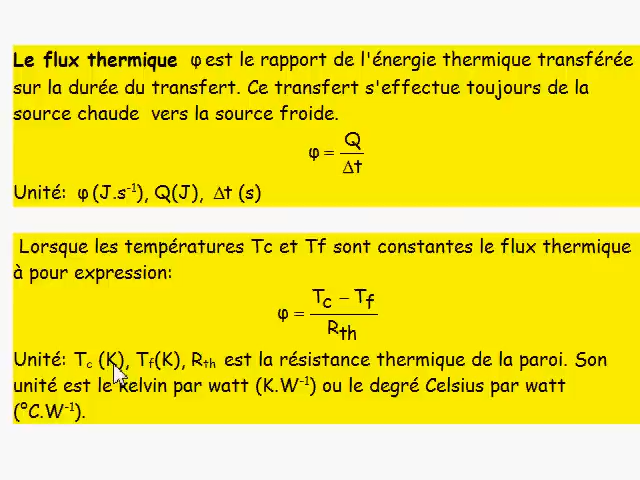 Le flux thermique φ est le rapport de l'énergie thermique transférée
sur la durée du transfert. Ce transfert s'effectue toujours de la
source chaude vers la source froide.
φ = Q / Δt
Unité: φ (J.s⁻¹), Q(J), Δt (s)
Lorsque les températures Tc et Tf sont constantes le flux thermique
à pour expression:
φ = (Tc − Tf) / Rth
Unité: Tc (K), Tf(K), Rth est la résistance thermique de la paroi. Son
unité est le kelvin par watt (K.W⁻¹) ou le degré Celsius par watt
(°C.W⁻¹).